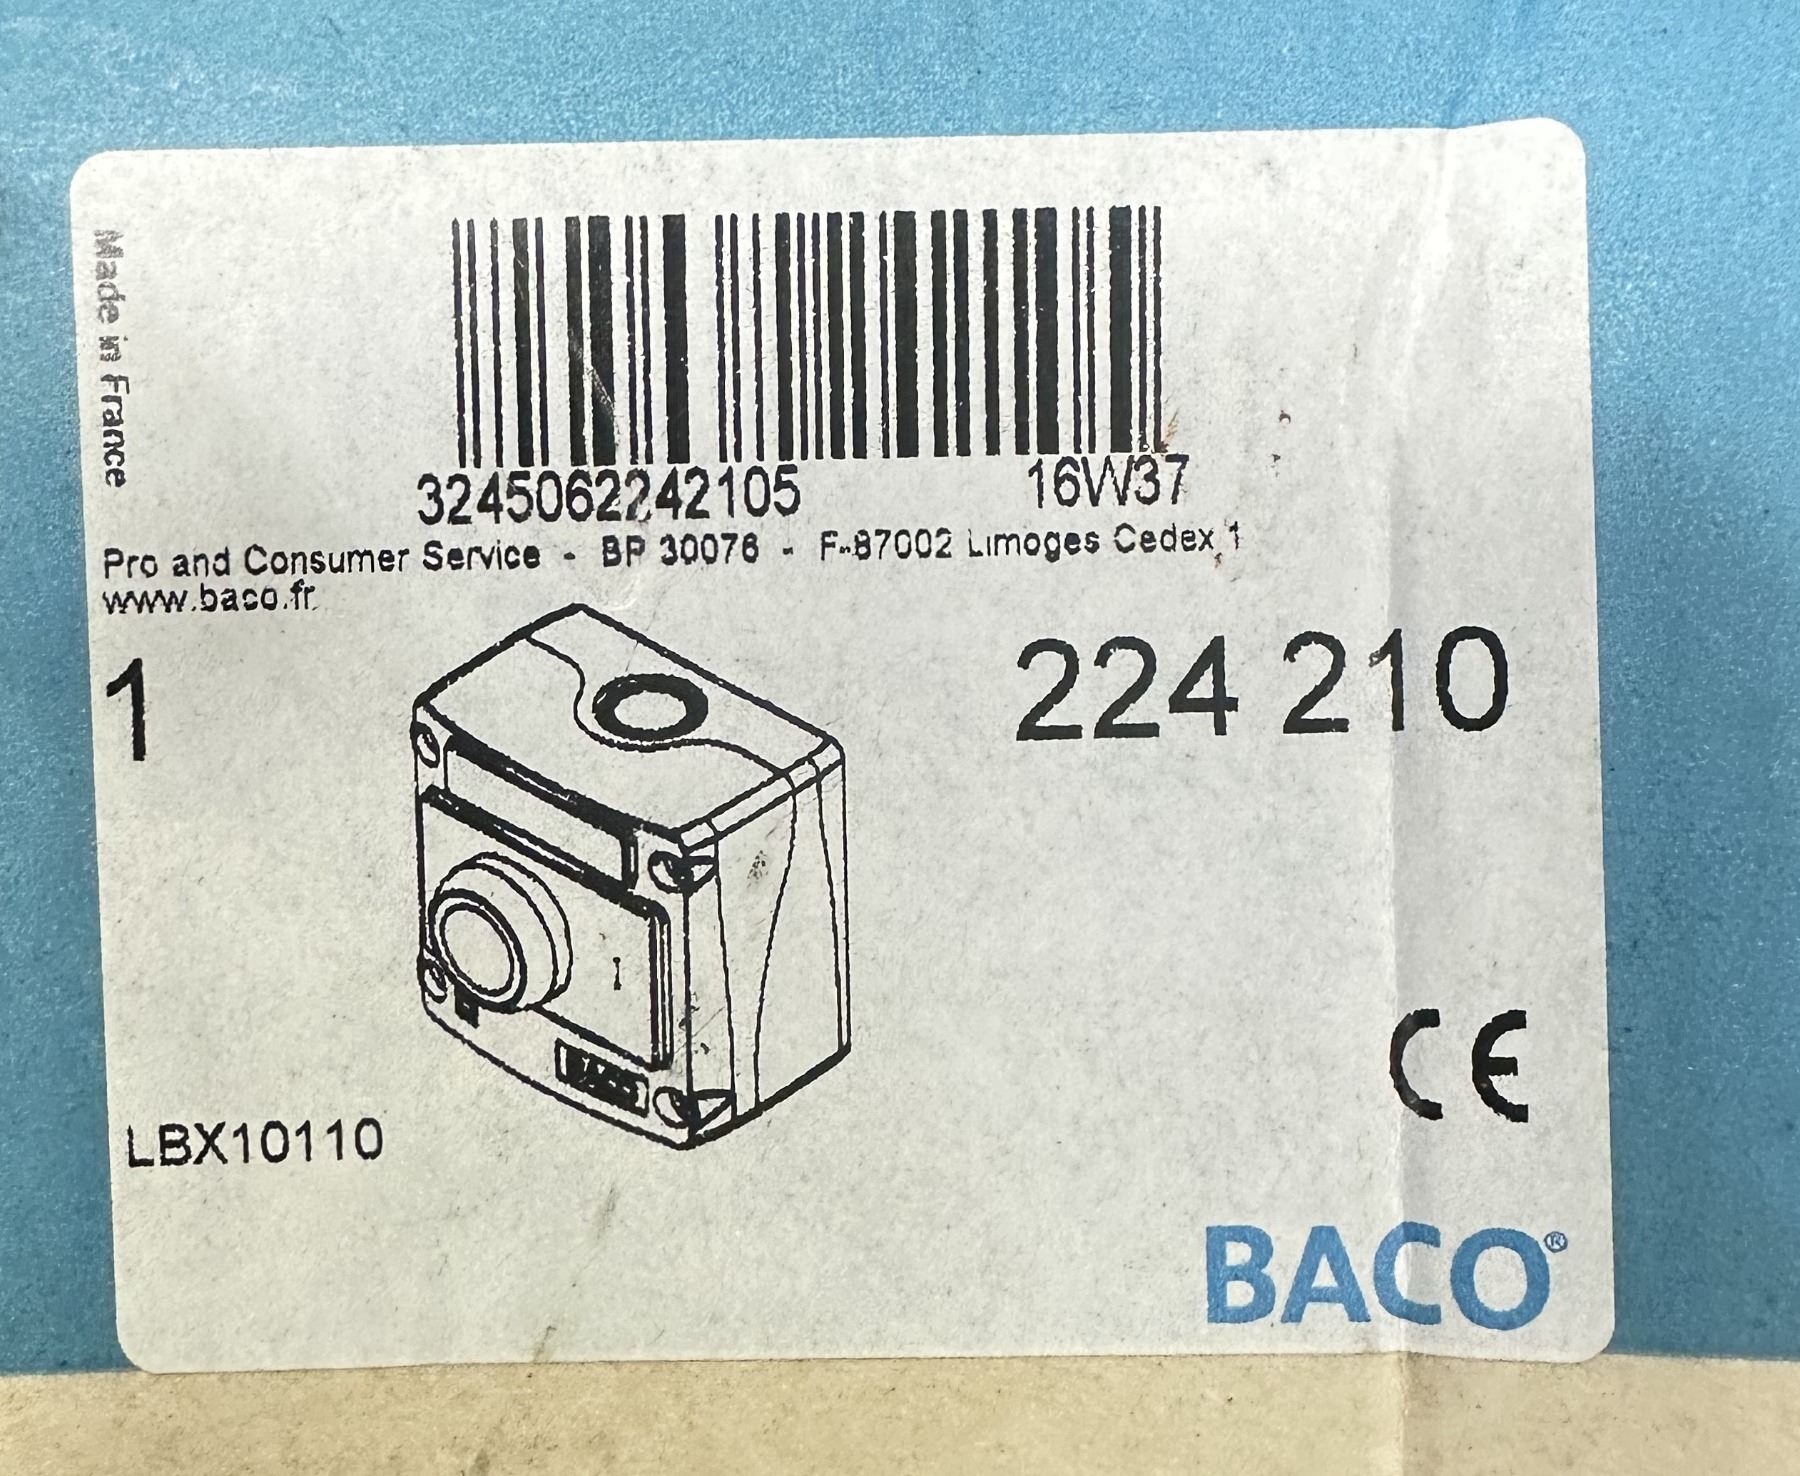 Made in France
3245062242105 16W37
Pro and Consumer Service - BP 30076 - F-87002 Limoges Cedex 1
www.baco.fr
1
224 210
I
BACO
LBX10110
CE
BACO®